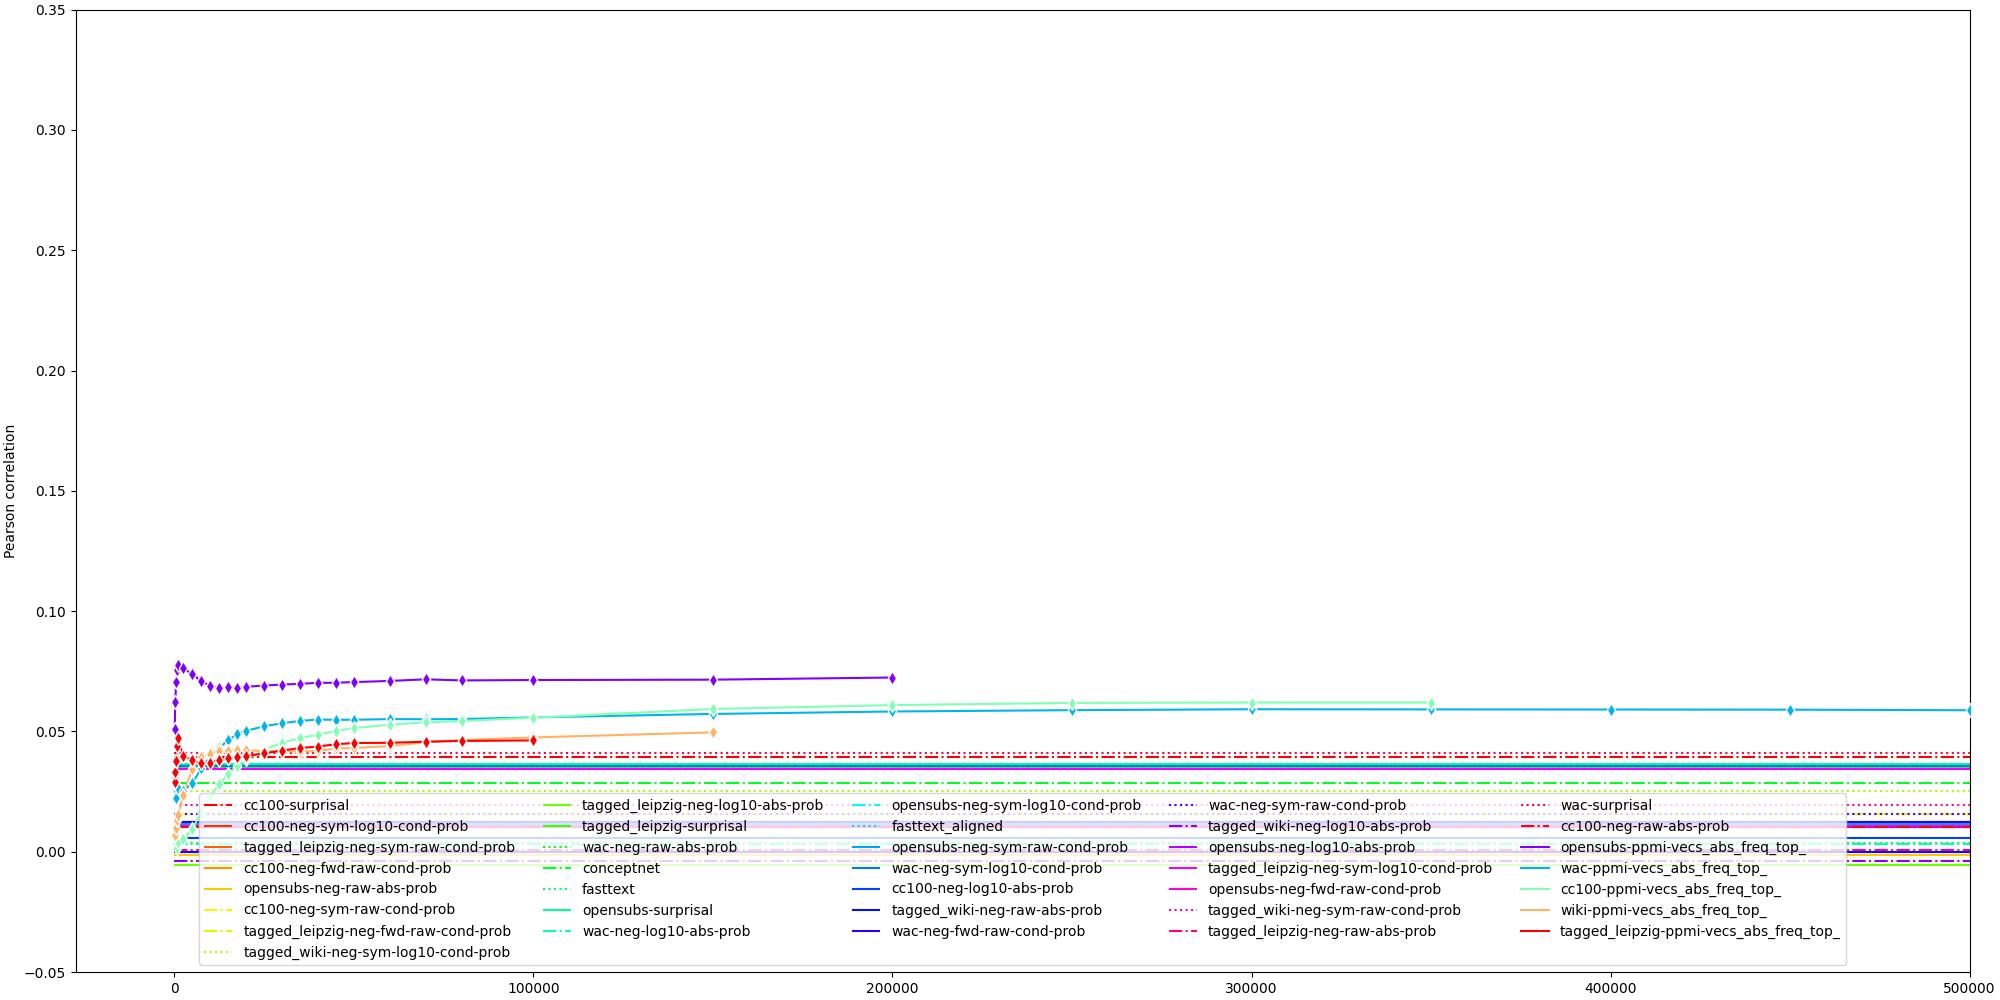 0.35
0.30
0.25
0.20
0.15
0.10
0.05
0.00
−0.05
Pearson correlation
0 100000 200000 300000 400000 500000
cc100-surprisal
cc100-neg-sym-log10-cond-prob
tagged_leipzig-neg-sym-raw-cond-prob
cc100-neg-fwd-raw-cond-prob
opensubs-neg-raw-abs-prob
cc100-neg-sym-raw-cond-prob
tagged_leipzig-neg-fwd-raw-cond-prob
tagged_wiki-neg-sym-log10-cond-prob
tagged_leipzig-neg-log10-abs-prob
tagged_leipzig-surprisal
wac-neg-raw-abs-prob
conceptnet
fasttext
opensubs-surprisal
wac-neg-log10-abs-prob
opensubs-neg-sym-log10-cond-prob
fasttext_aligned
opensubs-neg-sym-raw-cond-prob
wac-neg-sym-log10-cond-prob
cc100-neg-log10-abs-prob
tagged_wiki-neg-raw-abs-prob
wac-neg-fwd-raw-cond-prob
wac-neg-sym-raw-cond-prob
tagged_wiki-neg-log10-abs-prob
opensubs-neg-log10-abs-prob
tagged_leipzig-neg-sym-log10-cond-prob
opensubs-neg-fwd-raw-cond-prob
tagged_wiki-neg-sym-raw-cond-prob
tagged_leipzig-neg-raw-abs-prob
wac-surprisal
cc100-neg-raw-abs-prob
opensubs-ppmi-vecs_abs_freq_top_
wac-ppmi-vecs_abs_freq_top_
cc100-ppmi-vecs_abs_freq_top_
wiki-ppmi-vecs_abs_freq_top_
tagged_leipzig-ppmi-vecs_abs_freq_top_